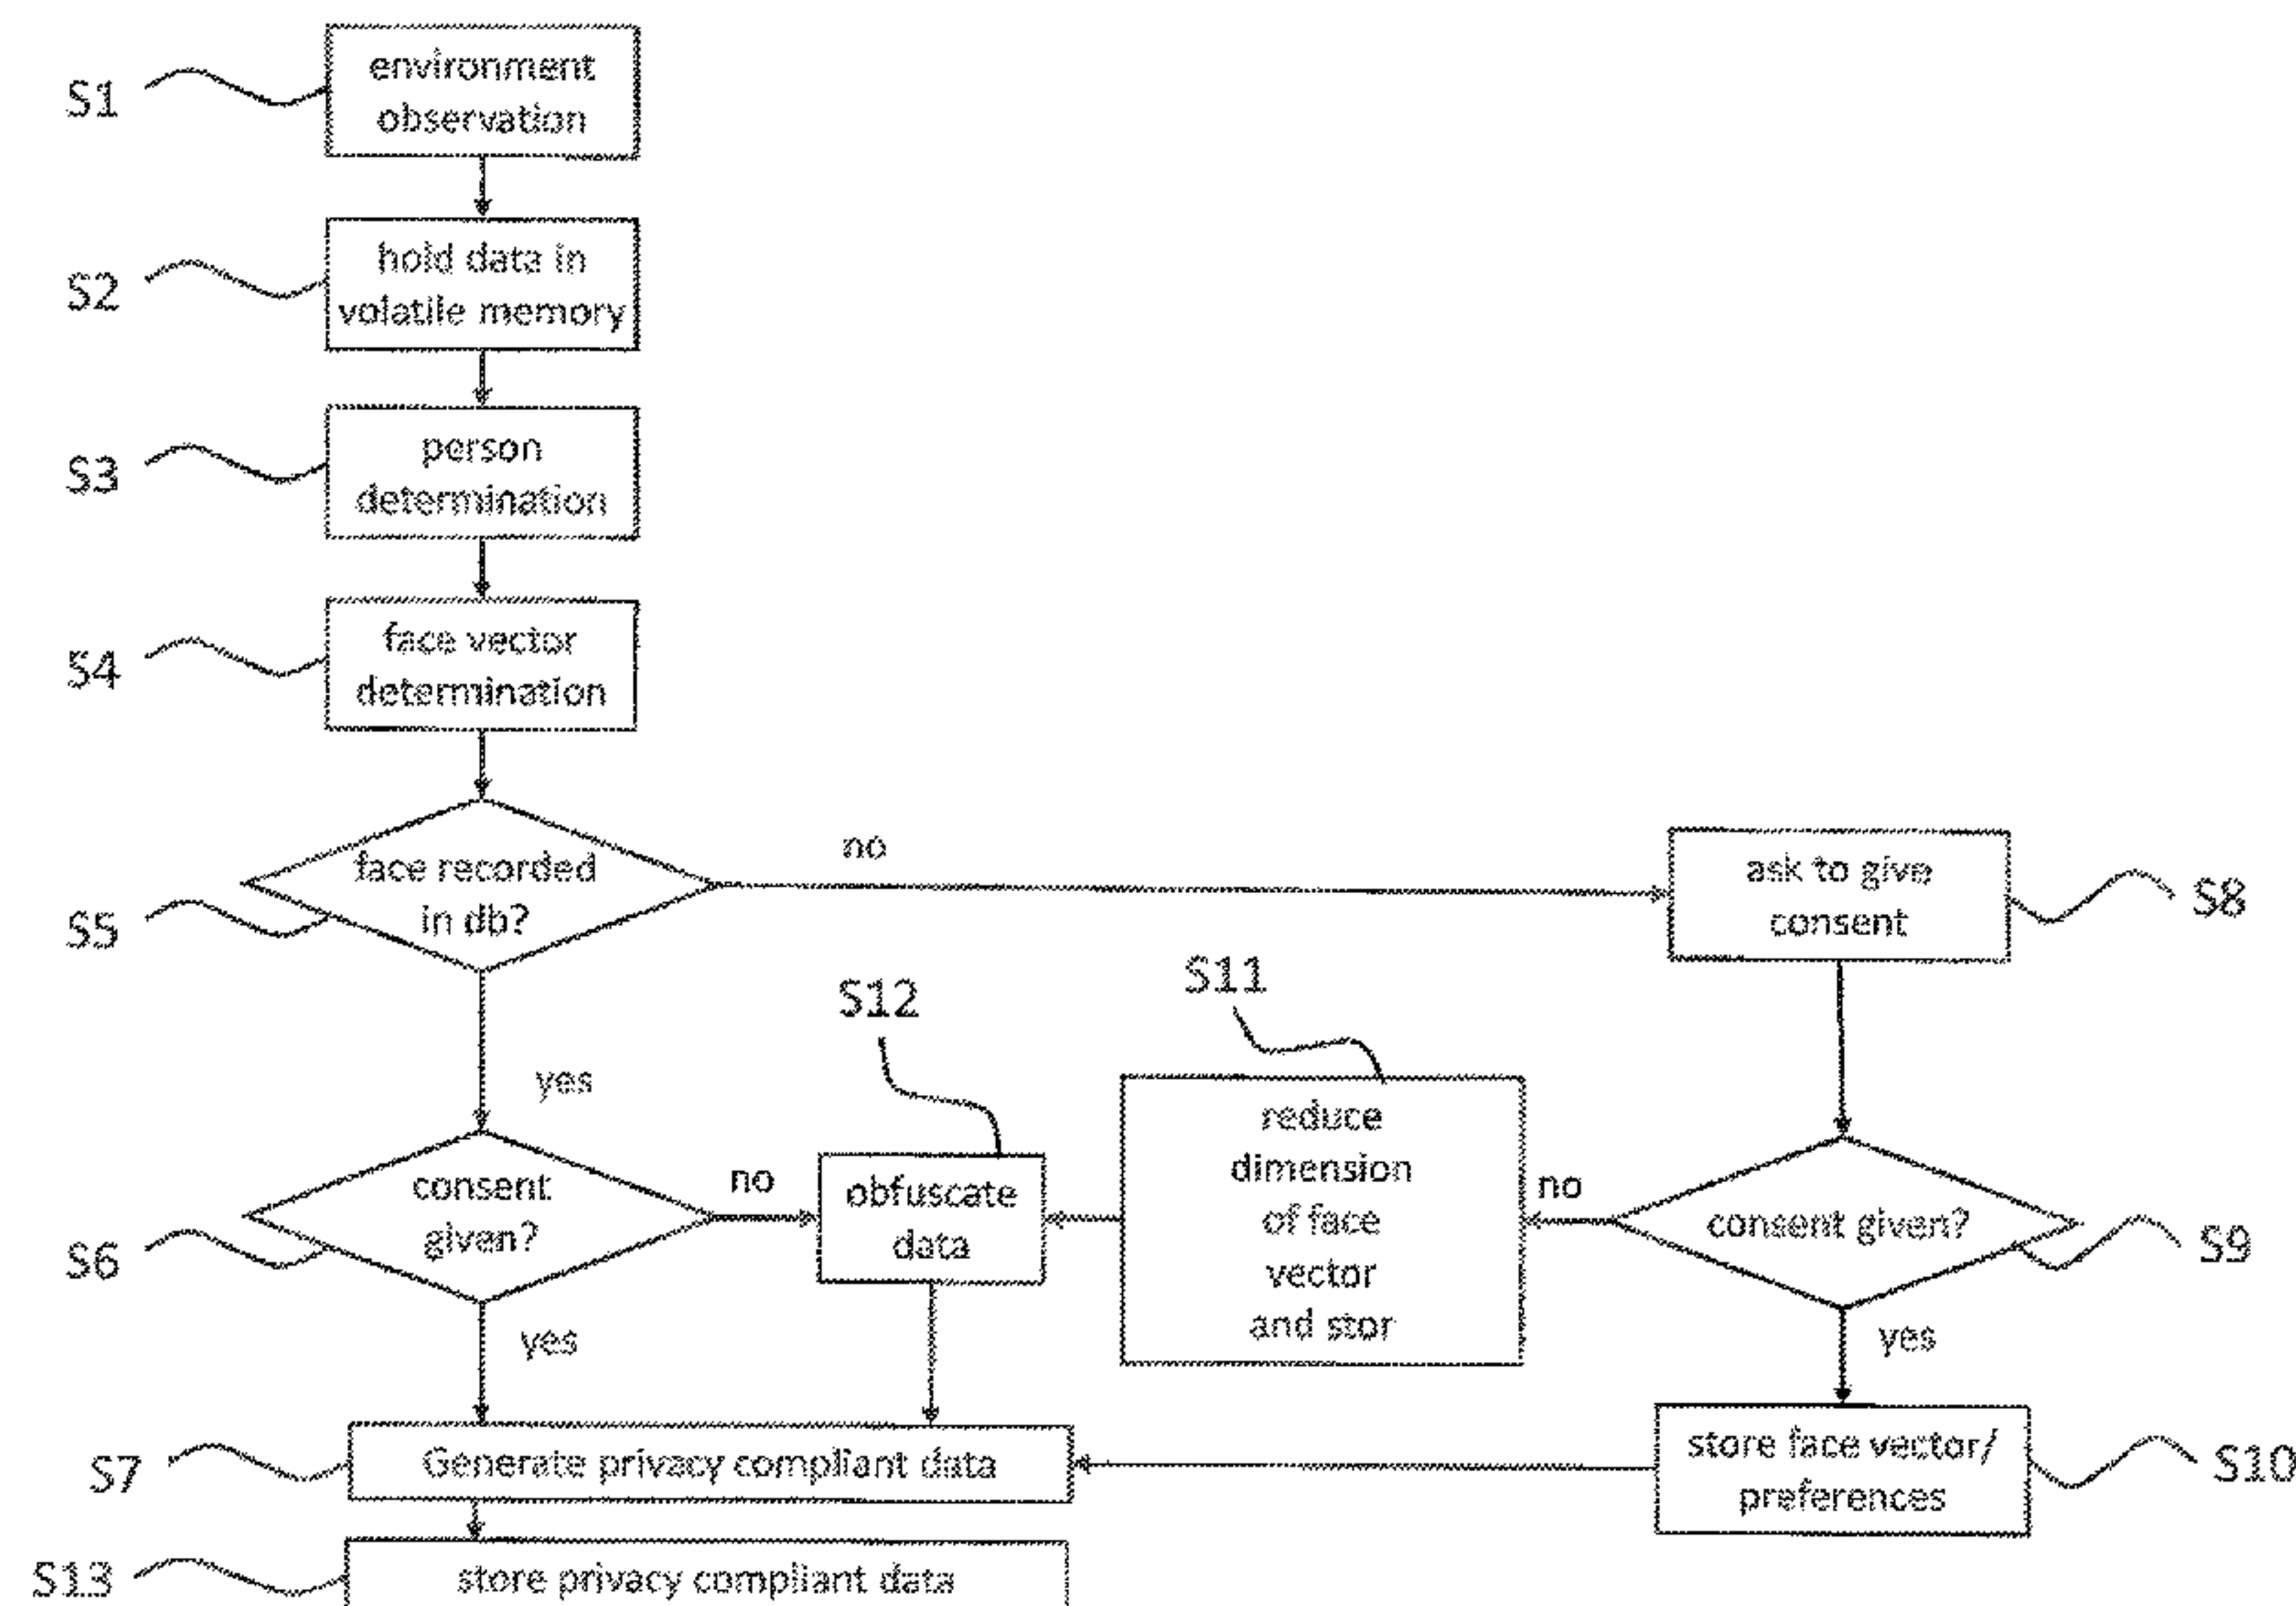 S1
environment
observation
S2
hold data in
volatile memory
S3
person
determination
S4
face vector
determination
S5
face recorded
in db?
no
ask to give
consent
S8
yes
S12
S11
S6
consent
given?
no
obfuscate
data
reduce
dimension
of face
vector
and stor
no
consent given?
S9
yes
yes
S7
Generate privacy compliant data
store face vector/
preferences
S10
S13
store privacy compliant data